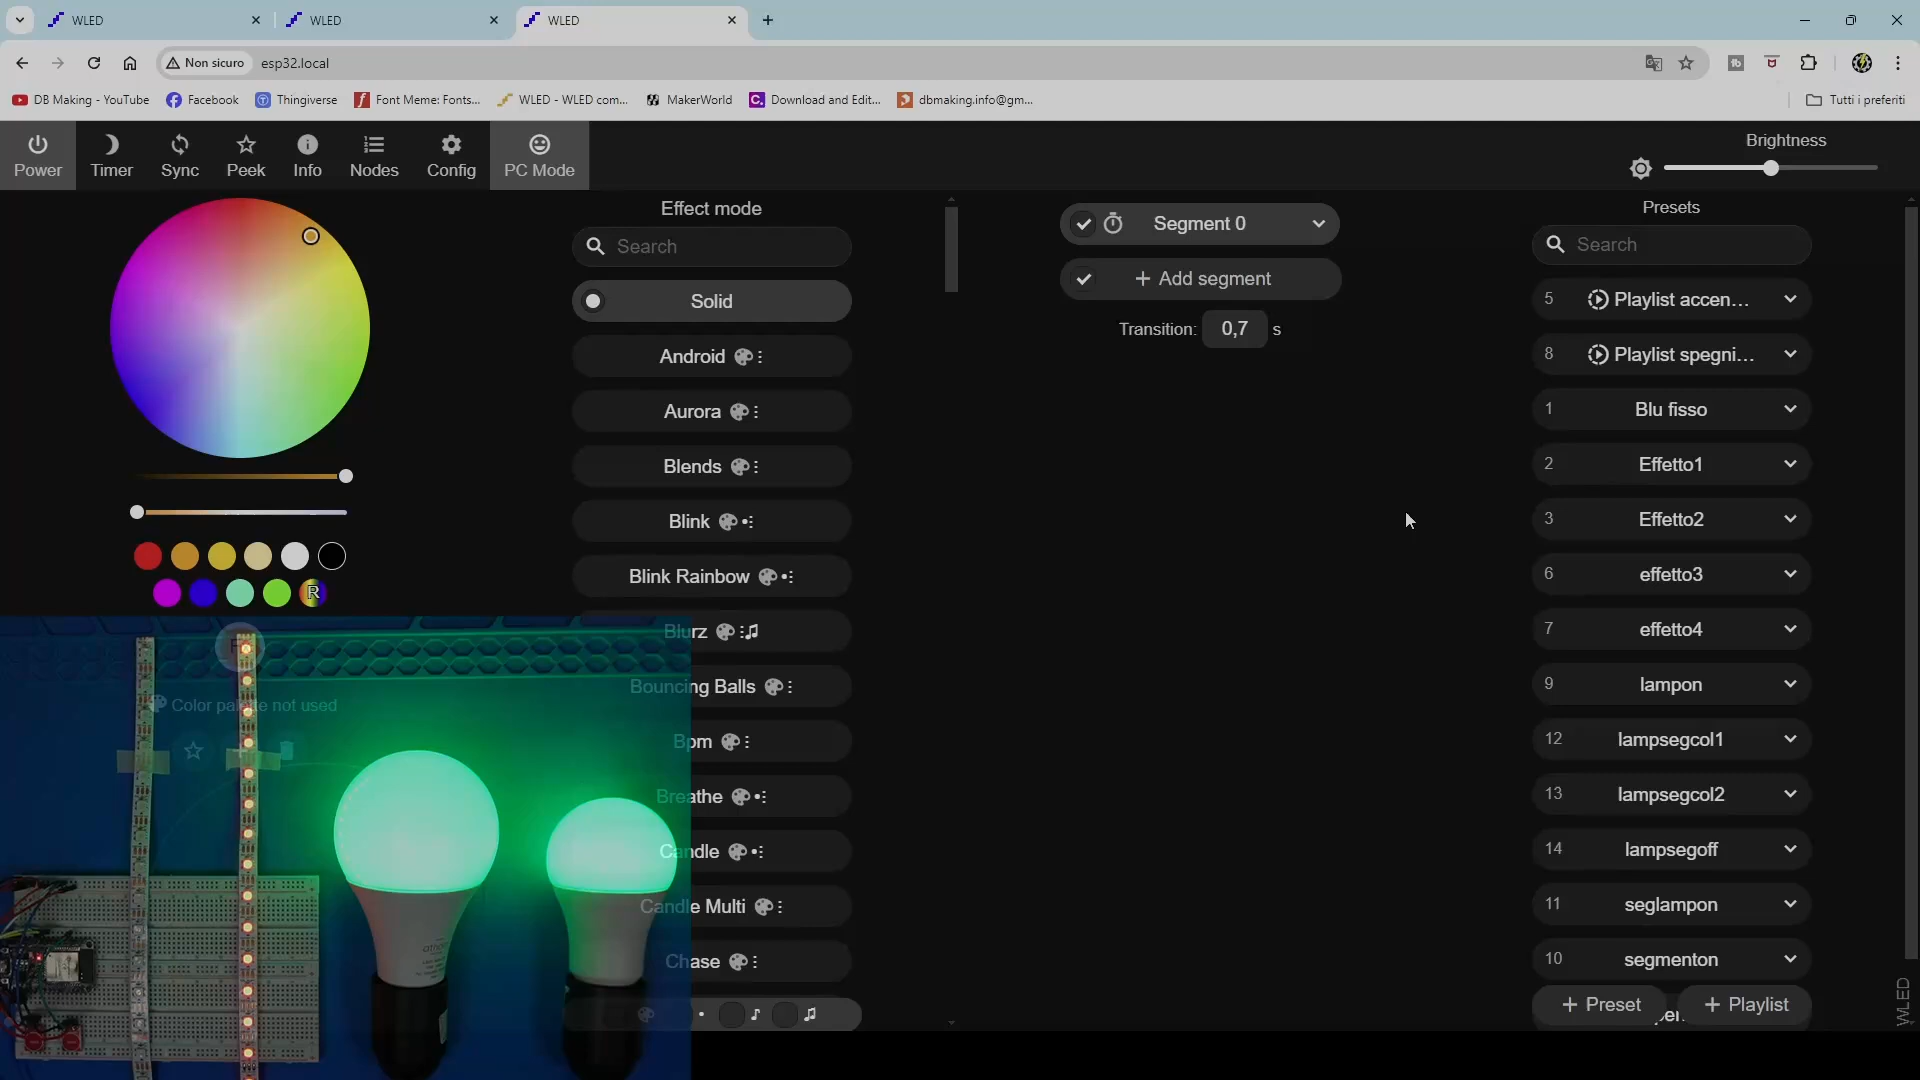 WLED
WLED
WLED
Non sicuro
esp32.local
DB Making - YouTube
Facebook
Thingiverse
Font Meme: Fonts...
WLED - WLED com...
MakerWorld
Download and Edit...
dbmaking.info@gm...
Tutti i preferiti
Power
Timer
Sync
Peek
Info
Nodes
Config
PC Mode
Brightness
R
Color palette not used
Effect mode
Search
Solid
Android
Aurora
Blends
Blink
Blink Rainbow
Blurz
Bouncing Balls
Bpm
Breathe
Candle
Candle Multi
Chase
Segment 0
+ Add segment
Transition: 0,7 s
Presets
Search
5 Playlist accen...
8 Playlist spegni...
1 Blu fisso
2 Effetto1
3 Effetto2
6 effetto3
7 effetto4
9 lampon
12 lampsegcol1
13 lampsegcol2
14 lampsegoff
11 seglampon
10 segmenton
+ Preset
+ Playlist
WLED